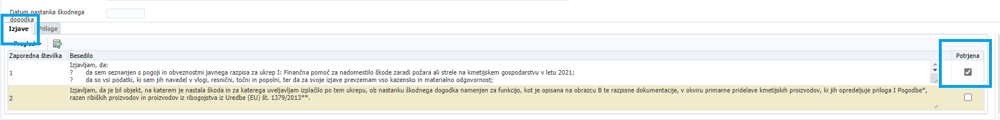 Datum nastanka škodnega
dogodka
Izjave Priloge
Pregled
Zaporedna številka Besedilo Potrjena
Izjavljam, da:
1
? da sem seznanjen s pogoji in obveznostmi javnega razpisa za ukrep I: Finančna pomoč za nadomestilo škode zaradi požara ali strele na kmetijskem gospodarstvu v letu 2021;
? da so vsi podatki, ki sem jih navedel v vlogi, resnični, točni in popolni, ter da za svoje izjave prevzemam vso kazensko in materialno odgovornost;
Izjavljam, da je bil objekt, na katerem je nastala škoda in za katerega uveljavljam izplačilo po tem ukrepu, ob nastanku škodnega dogodka namenjen za funkcijo, kot je opisana na obrazcu B te razpisne dokumentacije, v okviru primarne pridelave kmetijskih proizvodov, ki jih opredeljuje priloga I Pogodbe*,
2 razen ribiških proizvodov in proizvodov iz ribogojstva iz Uredbe (EU) št. 1379/2013**.